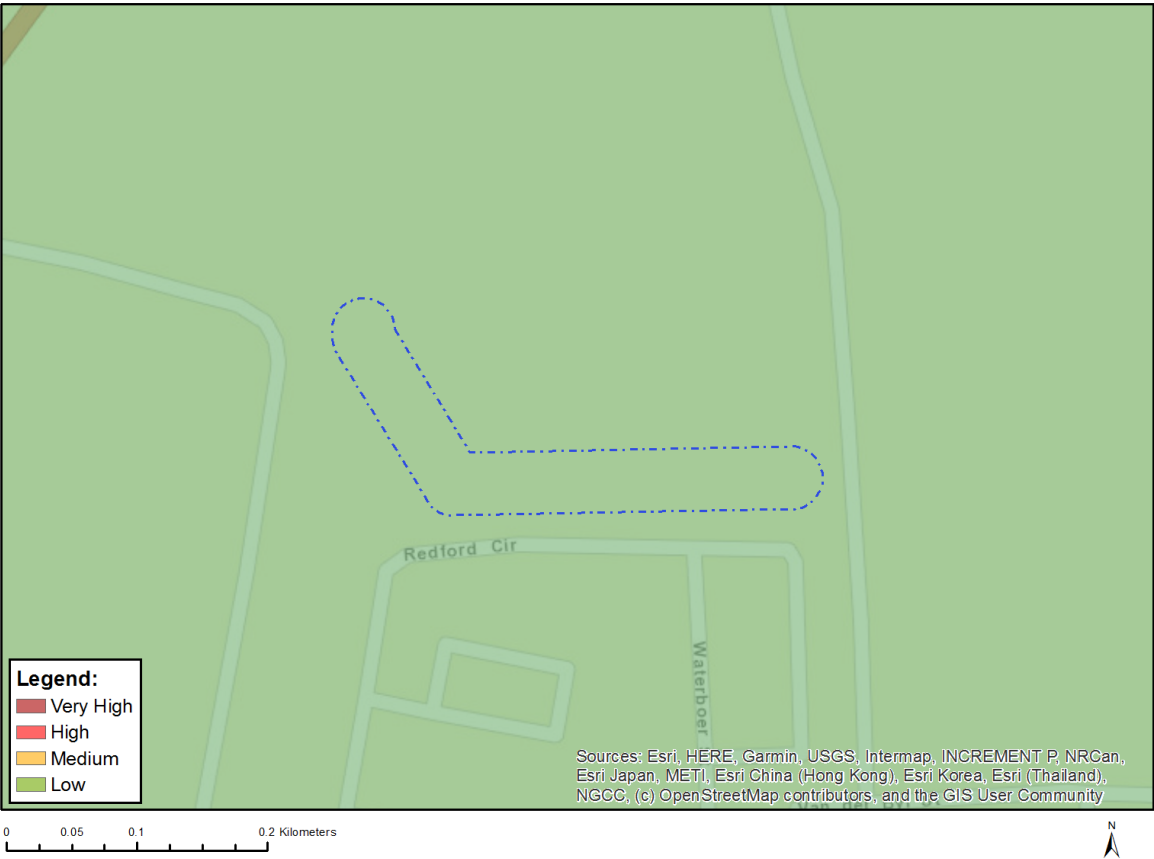 Redford Cir
Waterboer
Legend:
Very High
High
Medium
Low
Sources: Esri, HERE, Garmin, USGS, Intermap, INCREMENT P, NRCan,
Esri Japan, METI, Esri China (Hong Kong), Esri Korea, Esri (Thailand),
NGCC, (c) OpenStreetMap contributors, and the GIS User Community
0 0.05 0.1 0.2 Kilometers
N